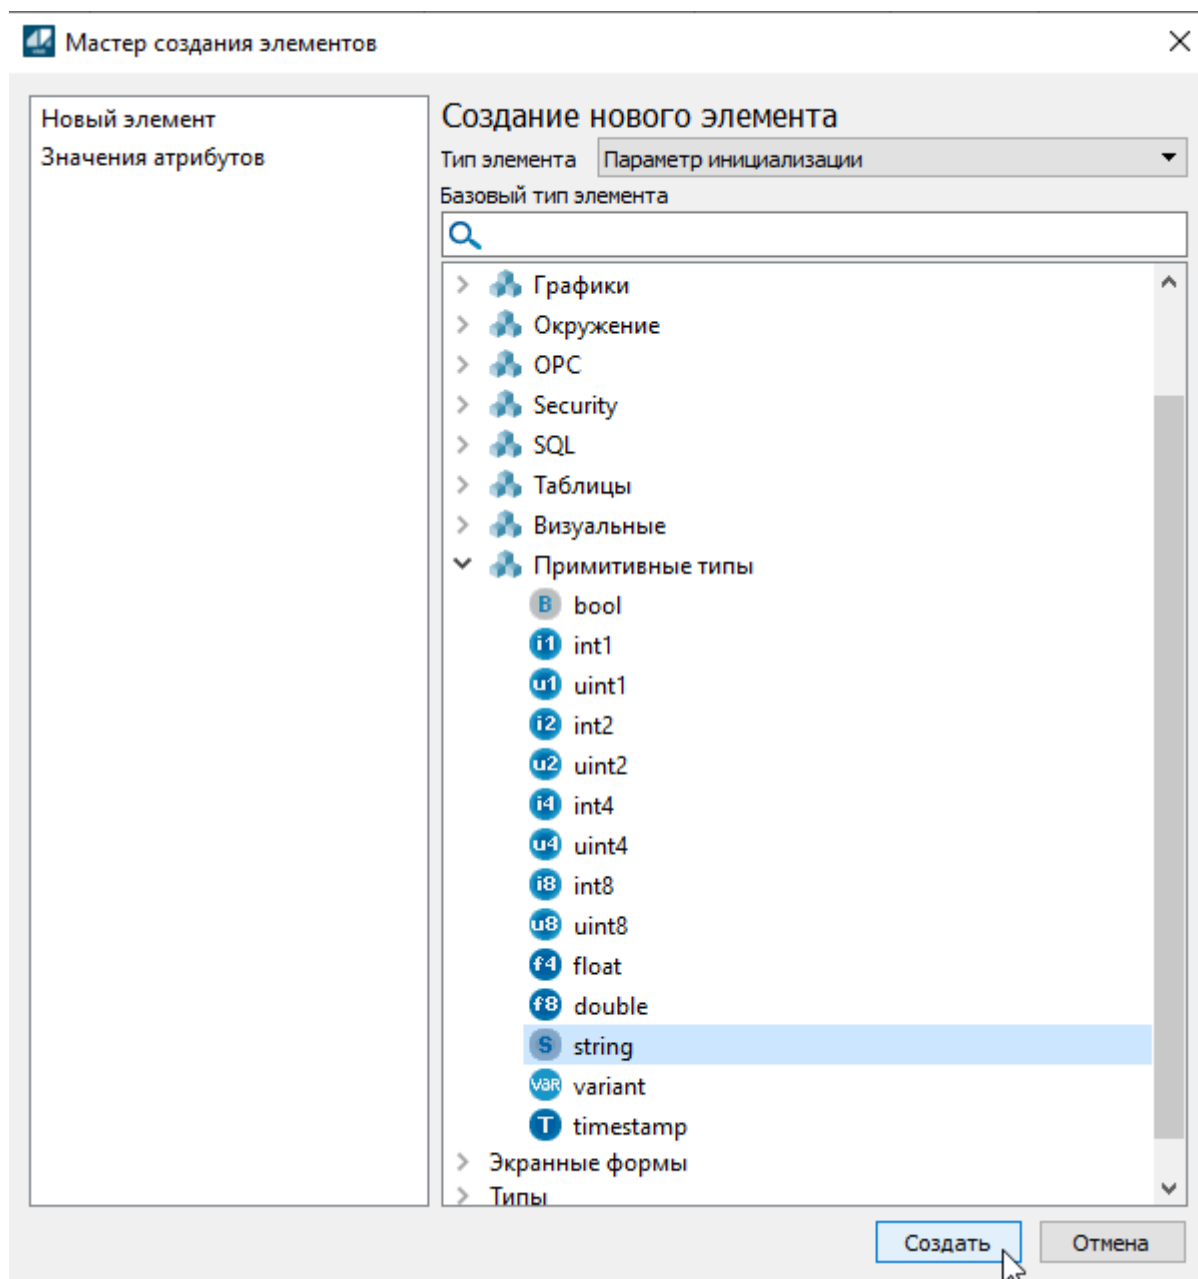 Мастер создания элементов
Новый элемент
Значения атрибутов
Создание нового элемента
Тип элемента Параметр инициализации
Базовый тип элемента
Графики
Окружение
OPC
Security
SQL
Таблицы
Визуальные
Примитивные типы
B bool
i1 int1
u1 uint1
i2 int2
u2 uint2
i4 int4
u4 uint4
i8 int8
u8 uint8
f4 float
f8 double
S string
VAR variant
T timestamp
Экранные формы
Типы
Создать Отмена